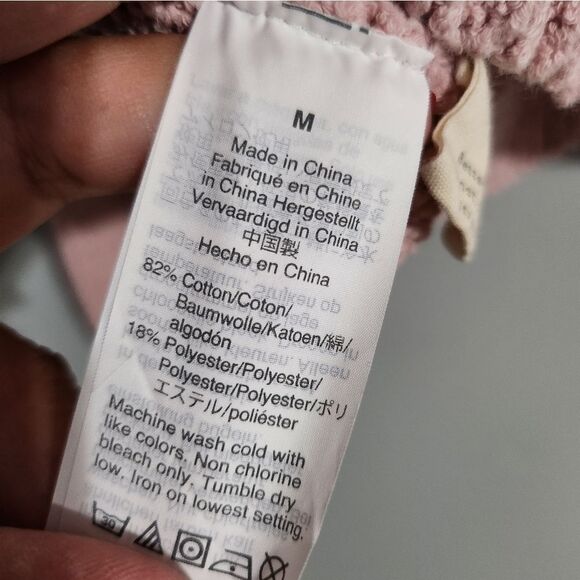 M
Made in China
Fabriqué en Chine
in China Hergestellt
Vervaardigd in China
中国製
Hecho en China
82% Cotton/Coton/
Baumwolle/Katoen/綿/
algodón
18% Polyester/Polyester/
Polyester/Polyester/ポリ
エステル/poliéster
Machine wash cold with
like colors. Non chlorine
bleach only. Tumble dry
low. Iron on lowest setting.
30